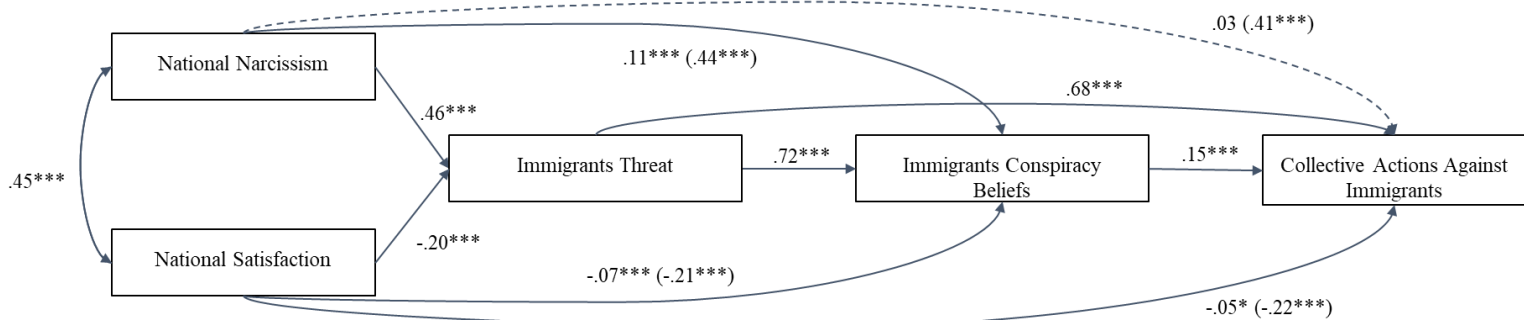 .03 (.41***)
National Narcissism
.11*** (.44***)
.68***
.46***
Immigrants Threat
.72***
Immigrants Conspiracy
Beliefs
.15***
Collective Actions Against
Immigrants
.45***
-.20***
National Satisfaction
-.07*** (-.21***)
-.05* (-.22***)